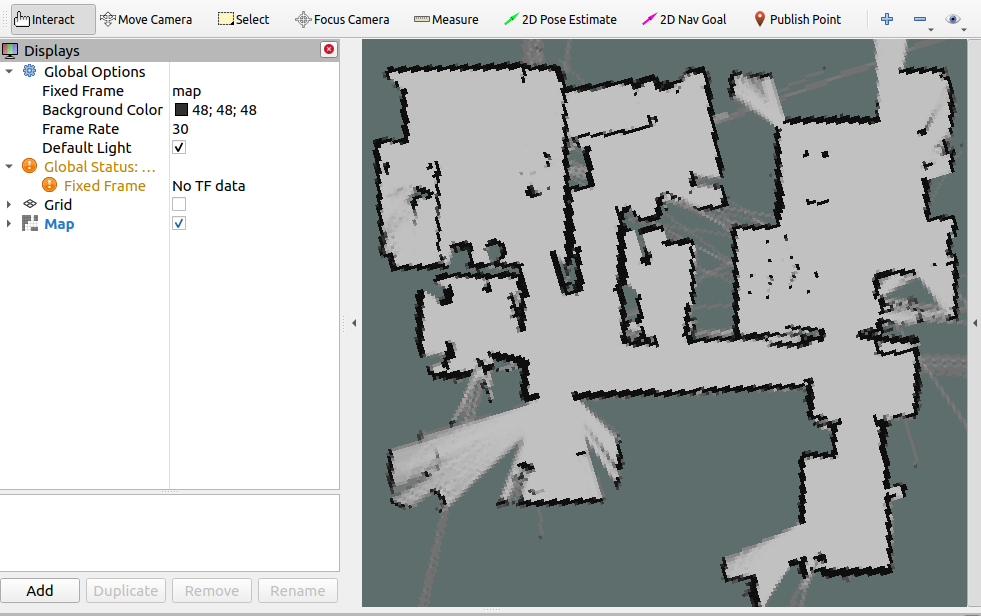 Interact Move Camera Select Focus Camera Measure 2D Pose Estimate 2D Nav Goal Publish Point
Displays
Global Options
Fixed Frame map
Background Color 48; 48; 48
Frame Rate 30
Default Light
Global Status: ...
Fixed Frame No TF data
Grid
Map
Add Duplicate Remove Rename